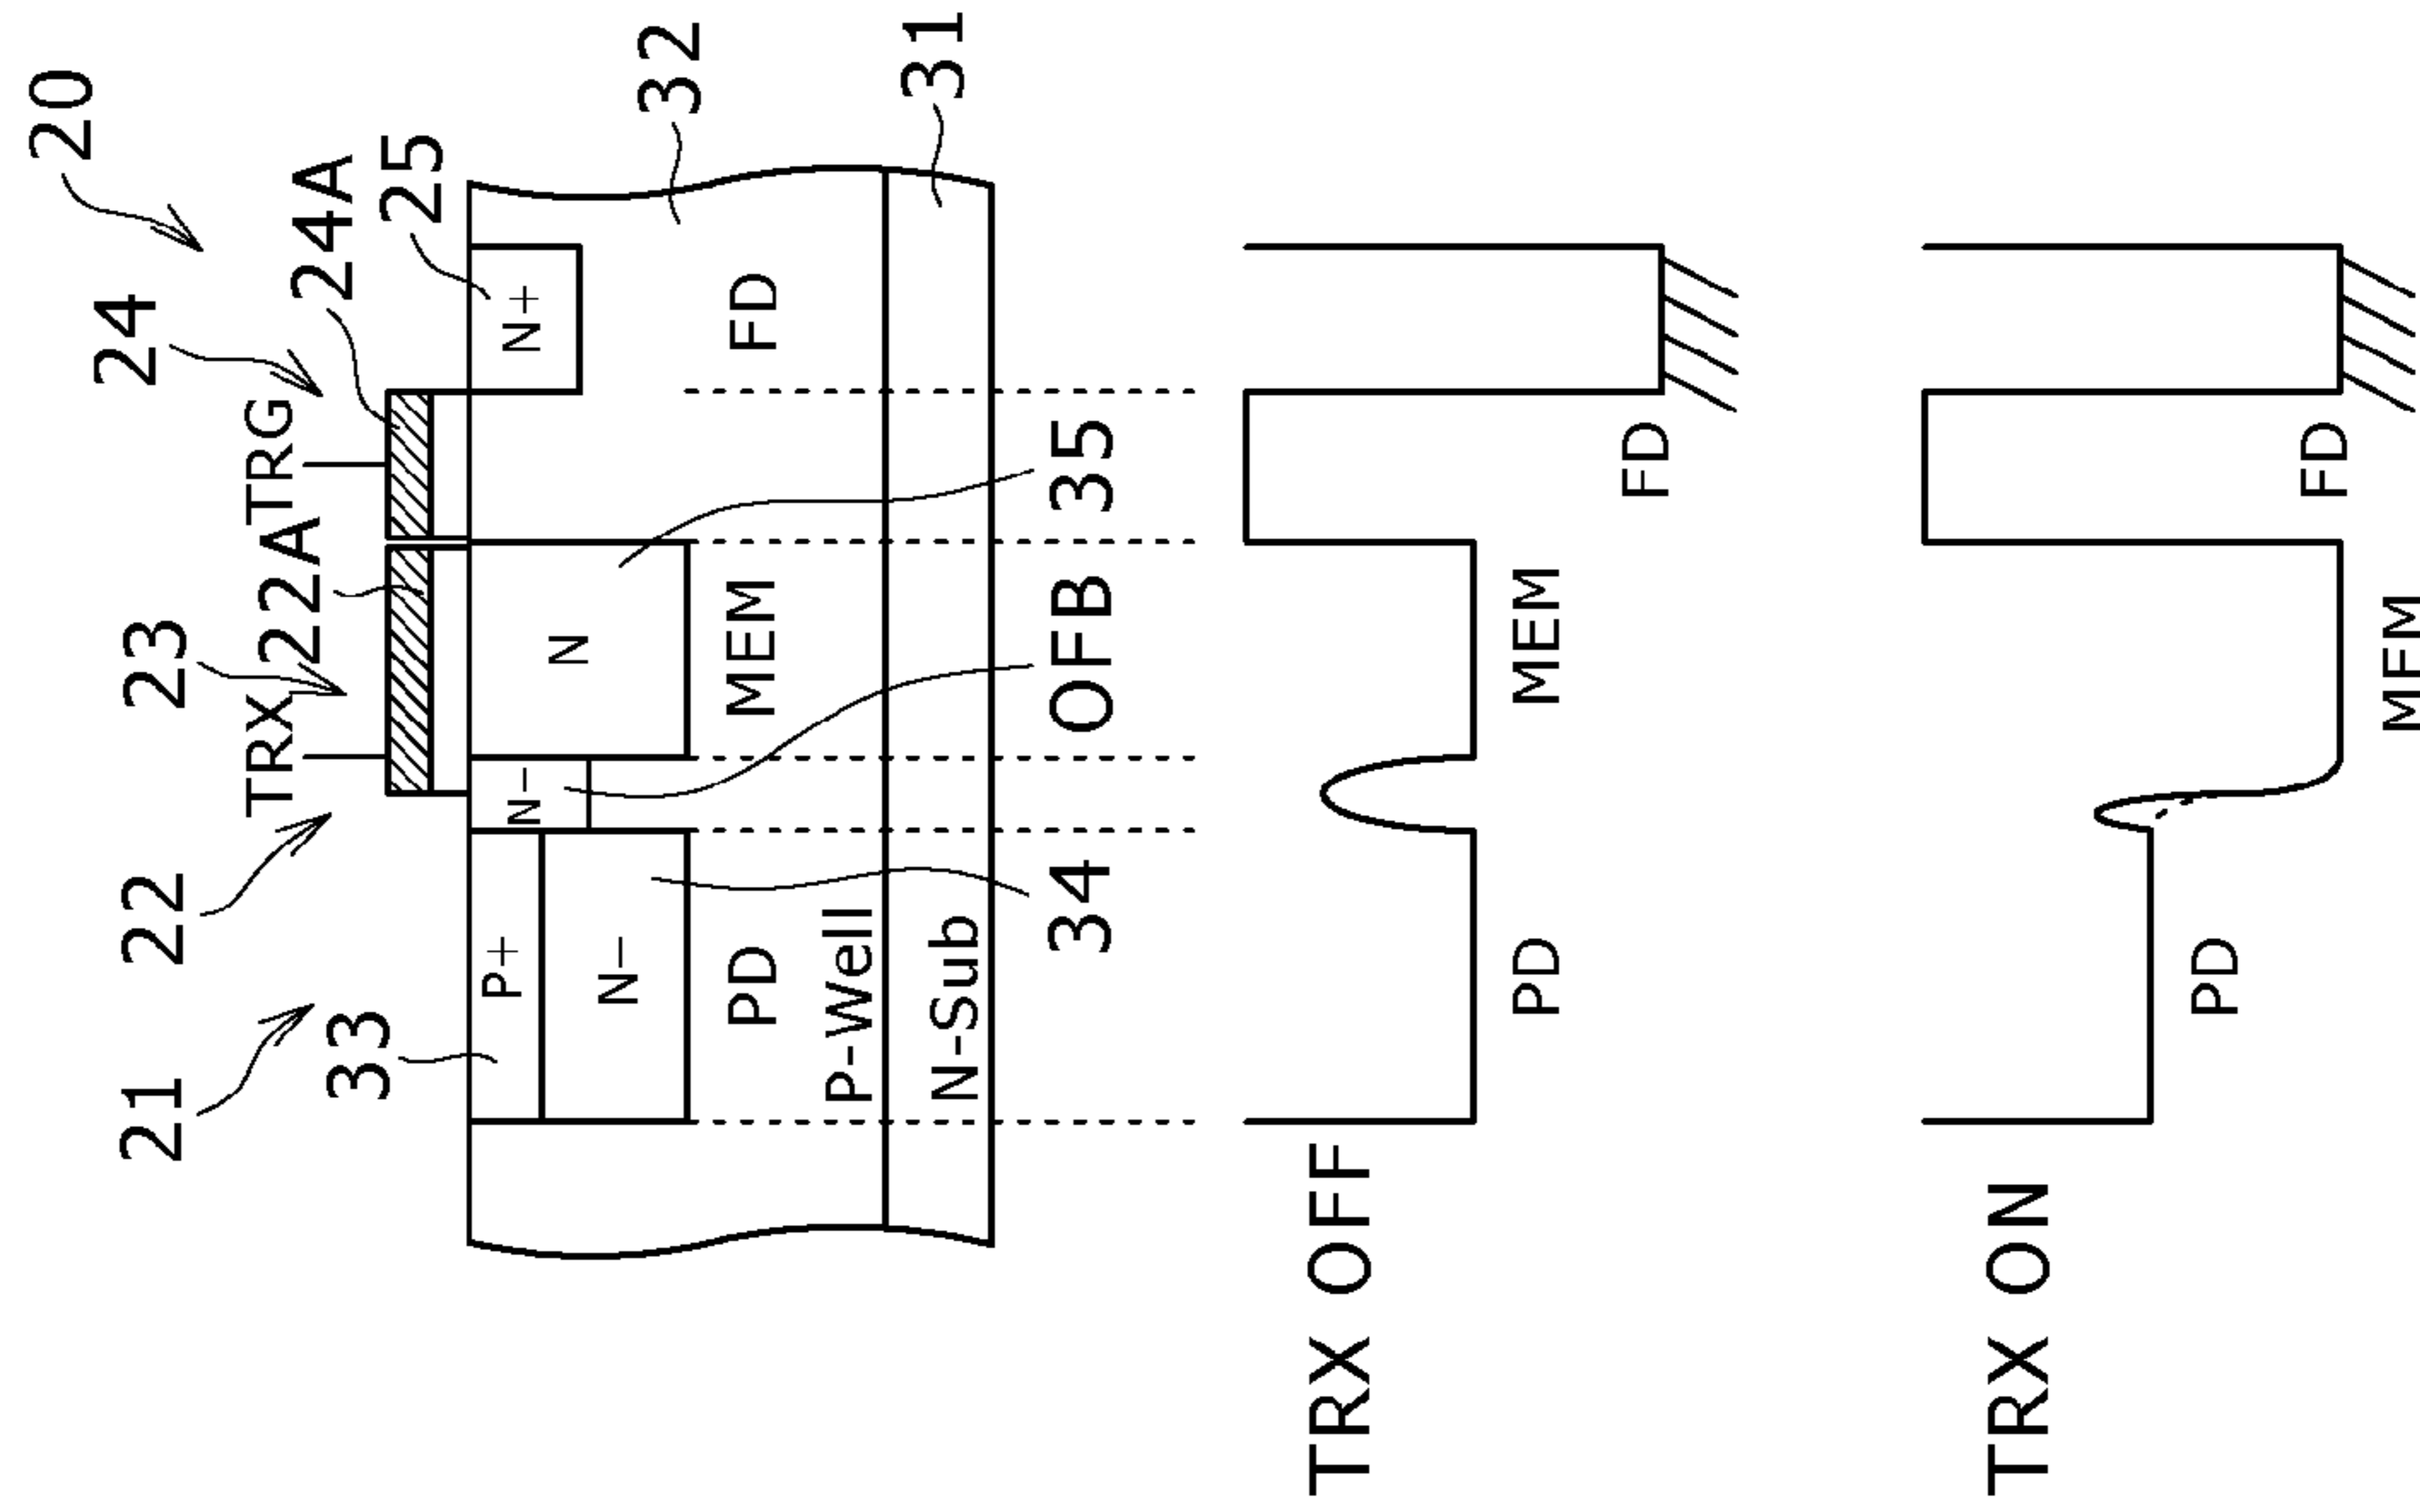 20
24
24A
25
23
TRG
22A
TRX
22
21
33
32
31
P+
N-
N-
N
N+
PD
MEM
FD
P-Well
N-Sub
34
OFB
35
TRX OFF
PD
MEM
FD
TRX ON
PD
MEM
FD